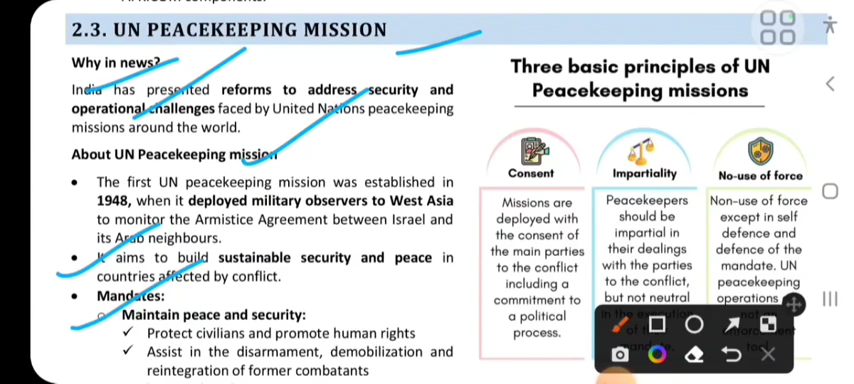 2.3. UN PEACEKEEPING MISSION
Why in news?
India has presented reforms to address security and
operational challenges faced by United Nations peacekeeping
missions around the world.
About UN Peacekeeping mission
• The first UN peacekeeping mission was established in
1948, when it deployed military observers to West Asia
to monitor the Armistice Agreement between Israel and
its Arab neighbours.
• It aims to build sustainable security and peace in
countries affected by conflict.
• Mandates:
o Maintain peace and security:
✓ Protect civilians and promote human rights
✓ Assist in the disarmament, demobilization and
reintegration of former combatants
Three basic principles of UN
Peacekeeping missions
Consent
Missions are
deployed with
the consent of
the main parties
to the conflict
including a
commitment to
a political
process.
Impartiality
Peacekeepers
should be
impartial in
their dealings
with the parties
to the conflict,
but not neutral
No-use of force
Non-use of force
except in self
defence and
defence of the
mandate. UN
peacekeeping
operations